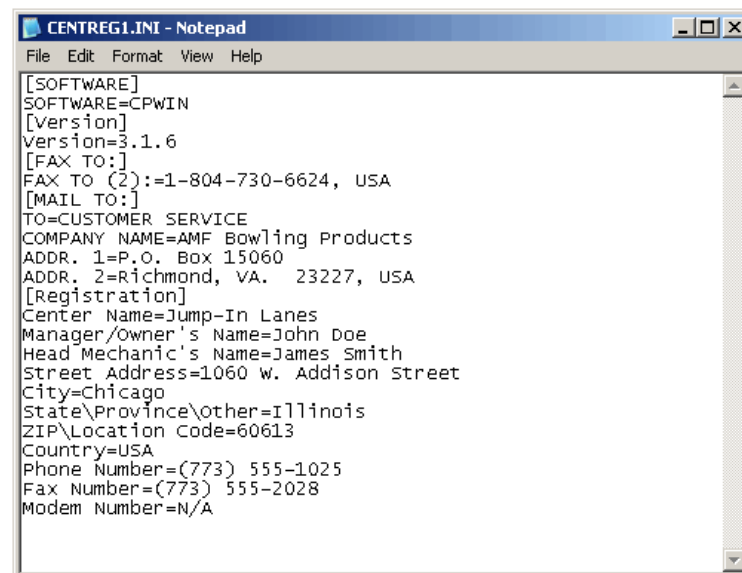 CENTREG1.INI - Notepad
File Edit Format View Help
[SOFTWARE]
SOFTWARE=CPWIN
[Version]
Version=3.1.6
[FAX TO:]
FAX TO (2):=1-804-730-6624, USA
[MAIL TO:]
TO=CUSTOMER SERVICE
COMPANY NAME=AMF Bowling Products
ADDR. 1=P.O. Box 15060
ADDR. 2=Richmond, VA.  23227, USA
[Registration]
Center Name=Jump-In Lanes
Manager/Owner's Name=John Doe
Head Mechanic's Name=James Smith
Street Address=1060 W. Addison Street
City=Chicago
State\Province\Other=Illinois
ZIP\Location Code=60613
Country=USA
Phone Number=(773) 555-1025
Fax Number=(773) 555-2028
Modem Number=N/A